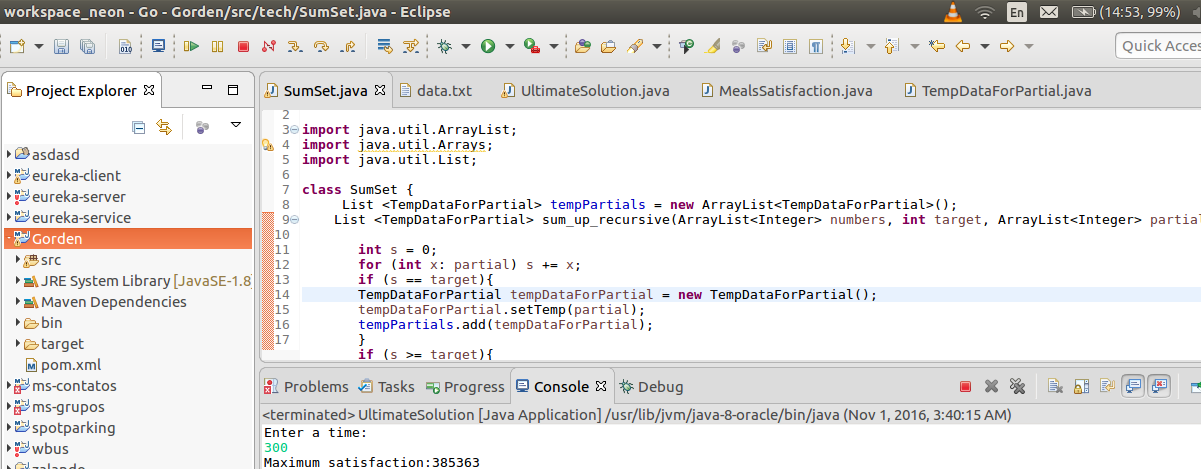 workspace_neon - Go - Gorden/src/tech/SumSet.java - Eclipse
En
(14:53, 99%)
010
Quick Acces
Project Explorer
SumSet.java
data.txt
UltimateSolution.java
MealsSatisfaction.java
TempDataForPartial.java
asdasd
eureka-client
eureka-server
eureka-service
Gorden
src
JRE System Library [JavaSE-1.8]
Maven Dependencies
bin
target
pom.xml
ms-contatos
ms-grupos
spotparking
wbus
zalando
2
3 import java.util.ArrayList;
4 import java.util.Arrays;
5 import java.util.List;
6
7 class SumSet {
8 List <TempDataForPartial> tempPartials = new ArrayList<TempDataForPartial>();
9 List <TempDataForPartial> sum_up_recursive(ArrayList<Integer> numbers, int target, ArrayList<Integer> partia
10
11 int s = 0;
12 for (int x: partial) s += x;
13 if (s == target){
14 TempDataForPartial tempDataForPartial = new TempDataForPartial();
15 tempDataForPartial.setTemp(partial);
16 tempPartials.add(tempDataForPartial);
17 }
if (s >= target){
Problems
Tasks
Progress
Console
Debug
<terminated> UltimateSolution [Java Application] /usr/lib/jvm/java-8-oracle/bin/java (Nov 1, 2016, 3:40:15 AM)
Enter a time:
300
Maximum satisfaction:385363